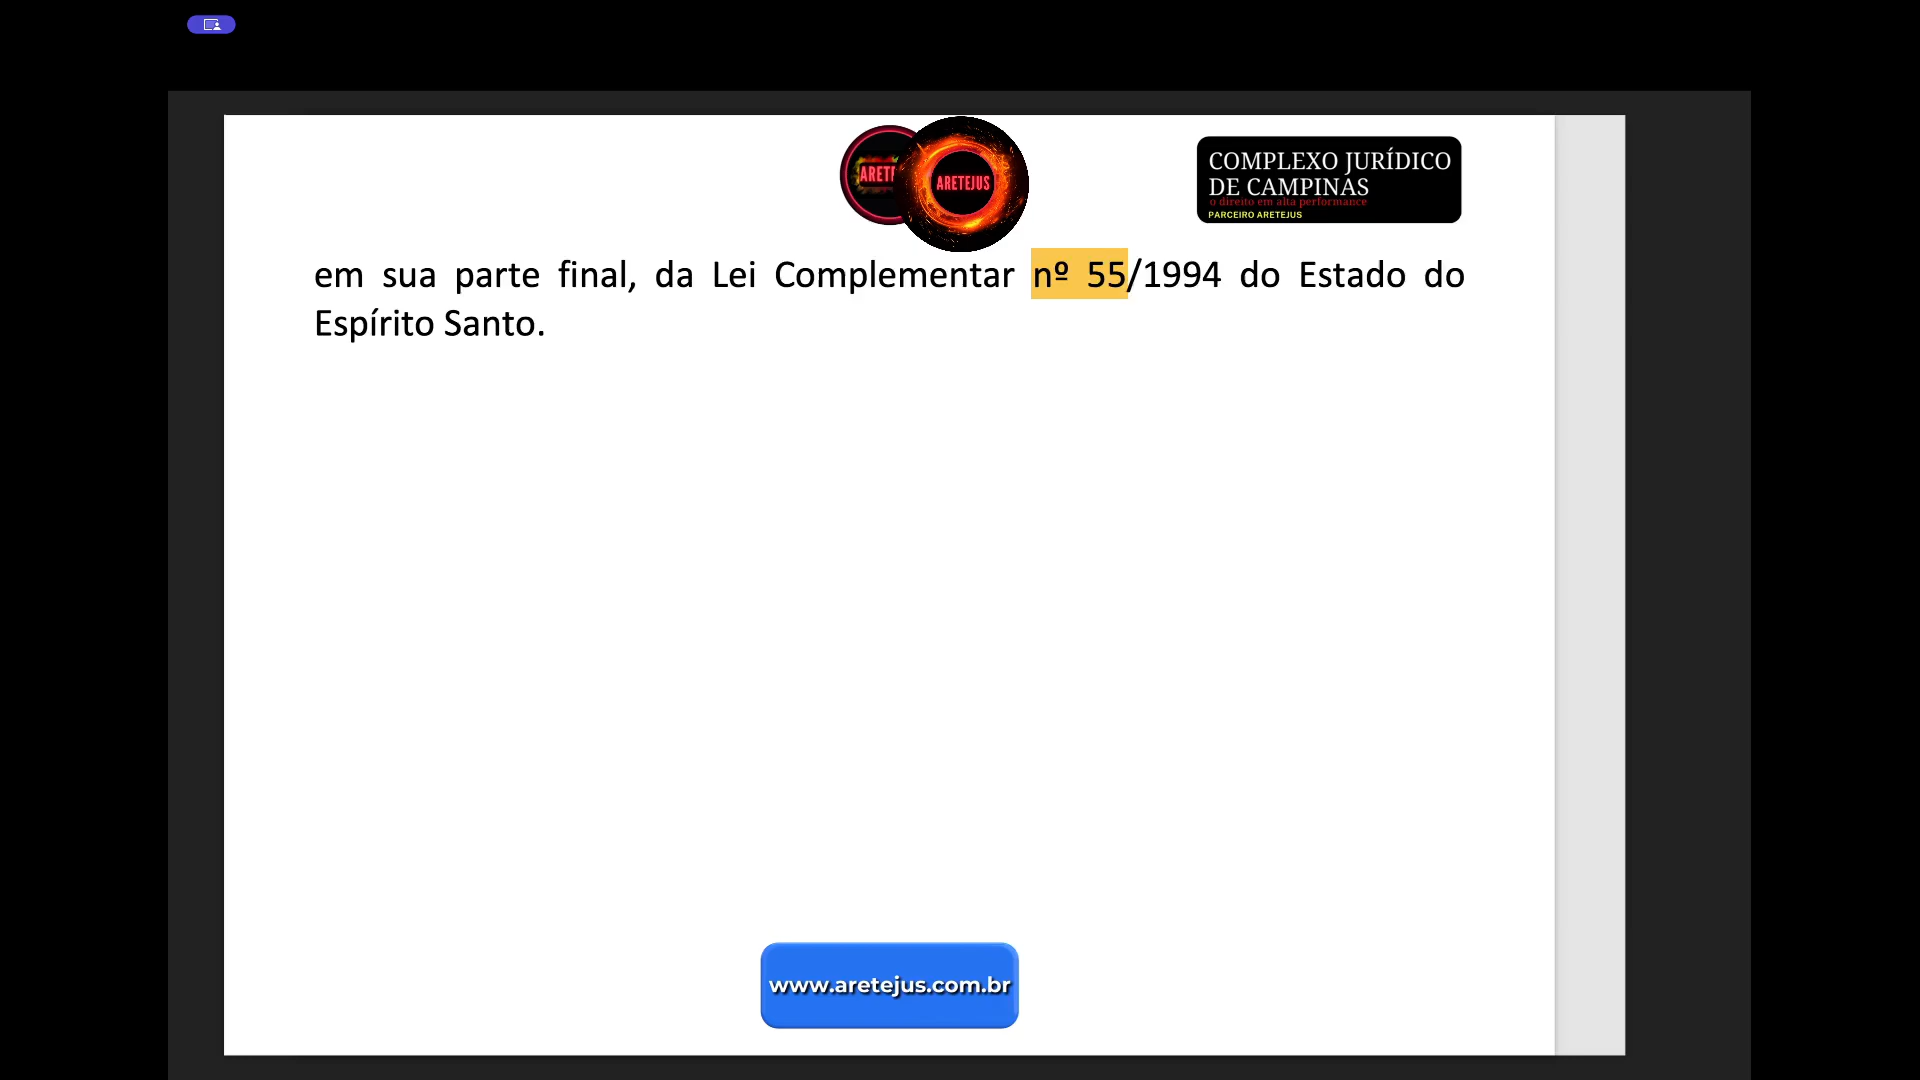 ARETE
ARETEJUS
COMPLEXO JURÍDICO
DE CAMPINAS
o direito em alta performance
PARCEIRO ARETEJUS
em sua parte final, da Lei Complementar nº 55/1994 do Estado do
Espírito Santo.
www.aretejus.com.br